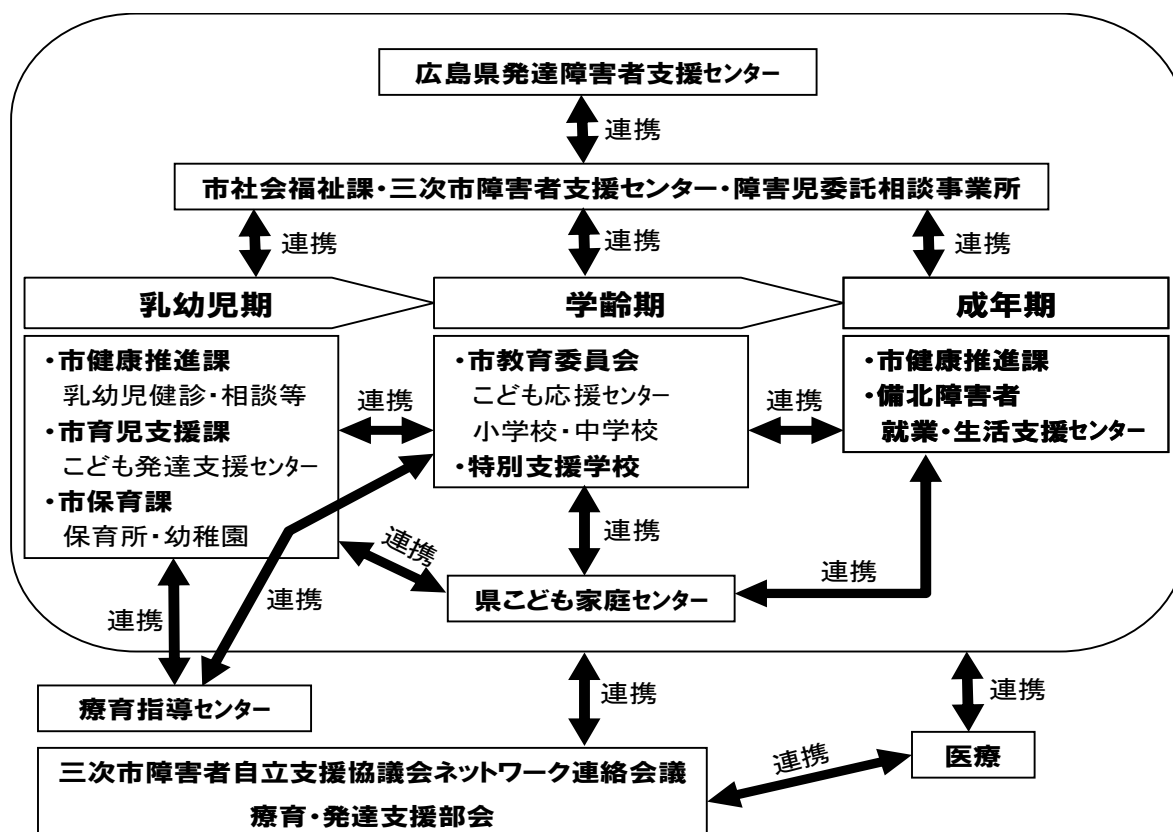 広島県発達障害者支援センター
連携
市社会福祉課・三次市障害者支援センター・障害児委託相談事業所
連携
連携
連携
乳幼児期
学齢期
成年期
・市健康推進課
乳幼児健診・相談等
・市育児支援課
こども発達支援センター
・市保育課
保育所・幼稚園
連携
・市教育委員会
こども応援センター
小学校・中学校
・特別支援学校
連携
・市健康推進課
・備北障害者
就業・生活支援センター
連携
連携
連携
連携
連携
県こども家庭センター
療育指導センター
連携
連携
三次市障害者自立支援協議会ネットワーク連絡会議
療育・発達支援部会
連携
医療